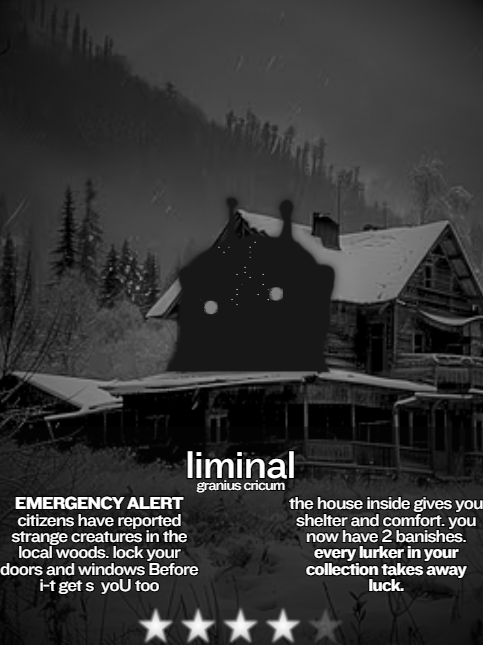 liminal
granius cricum
EMERGENCY ALERT
citizens have reported
strange creatures in the
local woods. lock your
doors and windows Before
i-t get s  yoU too
the house inside gives you
shelter and comfort. you
now have 2 banishes.
every lurker in your
collection takes away
luck.